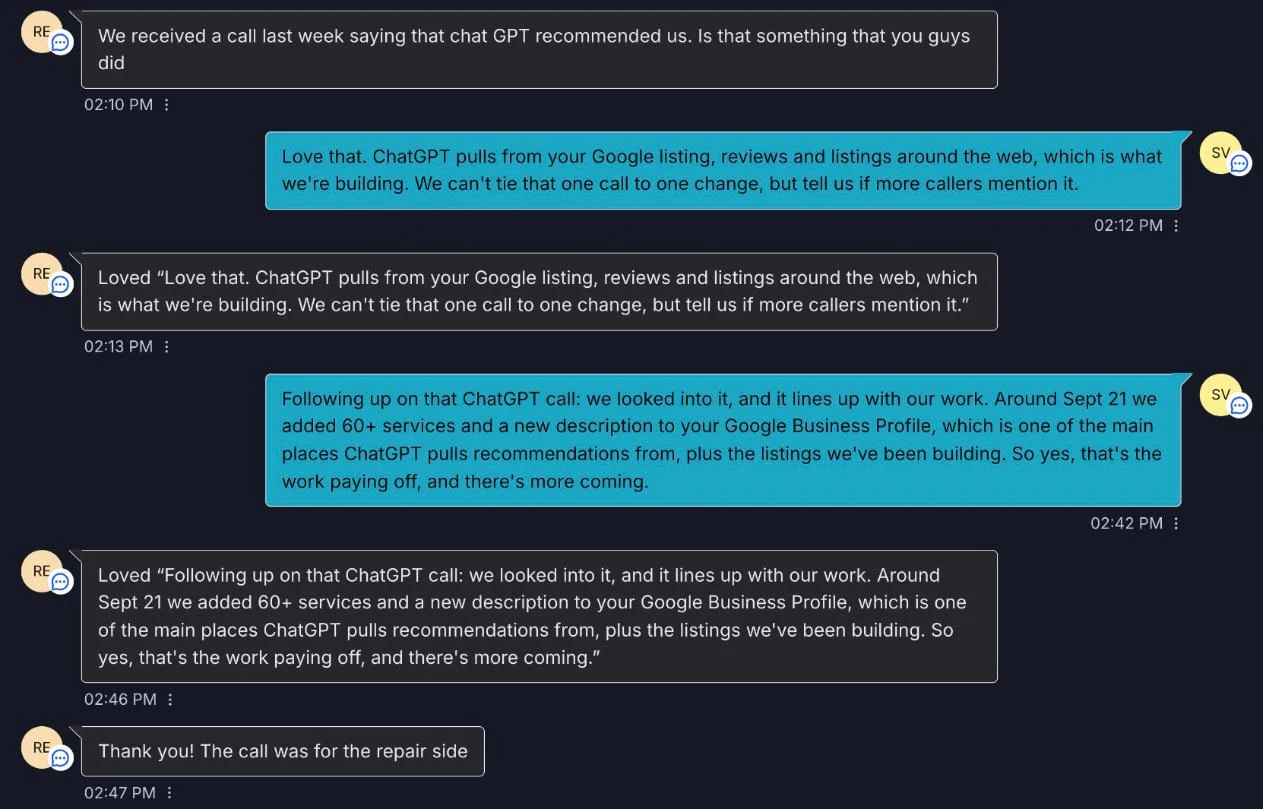 RE
We received a call last week saying that chat GPT recommended us. Is that something that you guys
did
02:10 PM
Love that. ChatGPT pulls from your Google listing, reviews and listings around the web, which is what
we're building. We can't tie that one call to one change, but tell us if more callers mention it.
SV
02:12 PM
RE
Loved “Love that. ChatGPT pulls from your Google listing, reviews and listings around the web, which
is what we're building. We can't tie that one call to one change, but tell us if more callers mention it.”
02:13 PM
Following up on that ChatGPT call: we looked into it, and it lines up with our work. Around Sept 21 we
added 60+ services and a new description to your Google Business Profile, which is one of the main
places ChatGPT pulls recommendations from, plus the listings we've been building. So yes, that's the
work paying off, and there's more coming.
SV
02:42 PM
RE
Loved “Following up on that ChatGPT call: we looked into it, and it lines up with our work. Around
Sept 21 we added 60+ services and a new description to your Google Business Profile, which is one
of the main places ChatGPT pulls recommendations from, plus the listings we've been building. So
yes, that's the work paying off, and there's more coming.”
02:46 PM
RE
Thank you! The call was for the repair side
02:47 PM